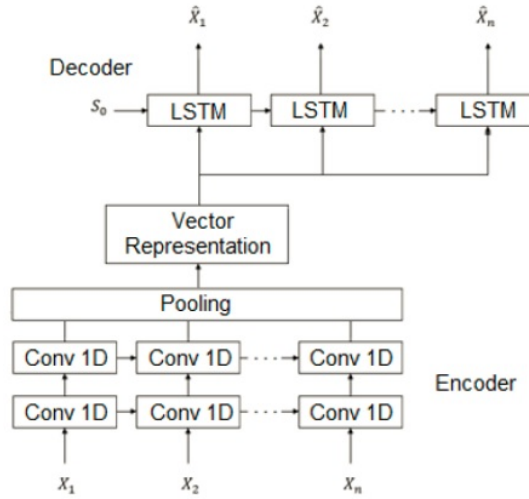 X̂₁ X̂₂ X̂ₙ
Decoder
S₀ LSTM LSTM LSTM
Vector
Representation
Pooling
Conv 1D Conv 1D Conv 1D
Encoder
Conv 1D Conv 1D Conv 1D
X₁ X₂ Xₙ